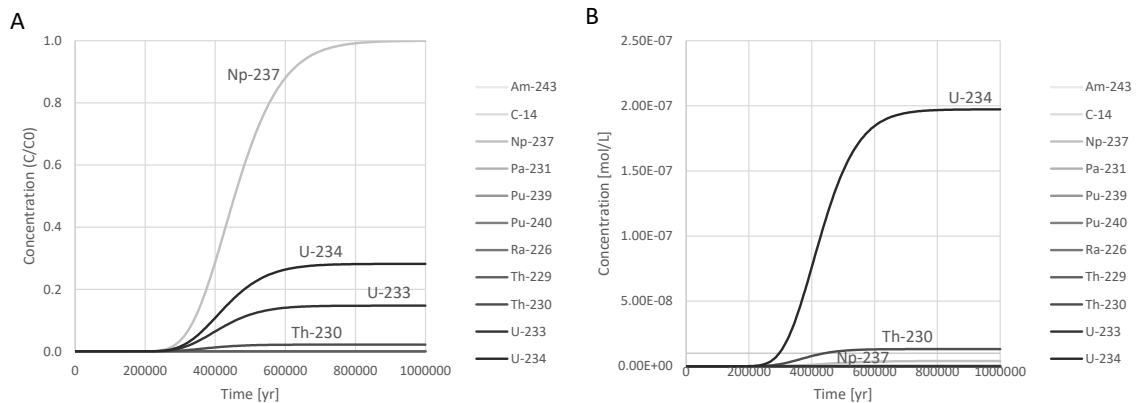 A
Concentration (C/C0)
1.0
0.8
0.6
0.4
0.2
0.0
Np-237
U-234
U-233
Th-230
0 200000 400000 600000 800000 1000000
Time [yr]
Am-243
C-14
Np-237
Pa-231
Pu-239
Pu-240
Ra-226
Th-229
Th-230
U-233
U-234
B
Concentration [mol/L]
2.50E-07
2.00E-07
1.50E-07
1.00E-07
5.00E-08
0.00E+00
U-234
Th-230
Np-237
0 200000 400000 600000 800000 1000000
Time [yr]
Am-243
C-14
Np-237
Pa-231
Pu-239
Pu-240
Ra-226
Th-229
Th-230
U-233
U-234